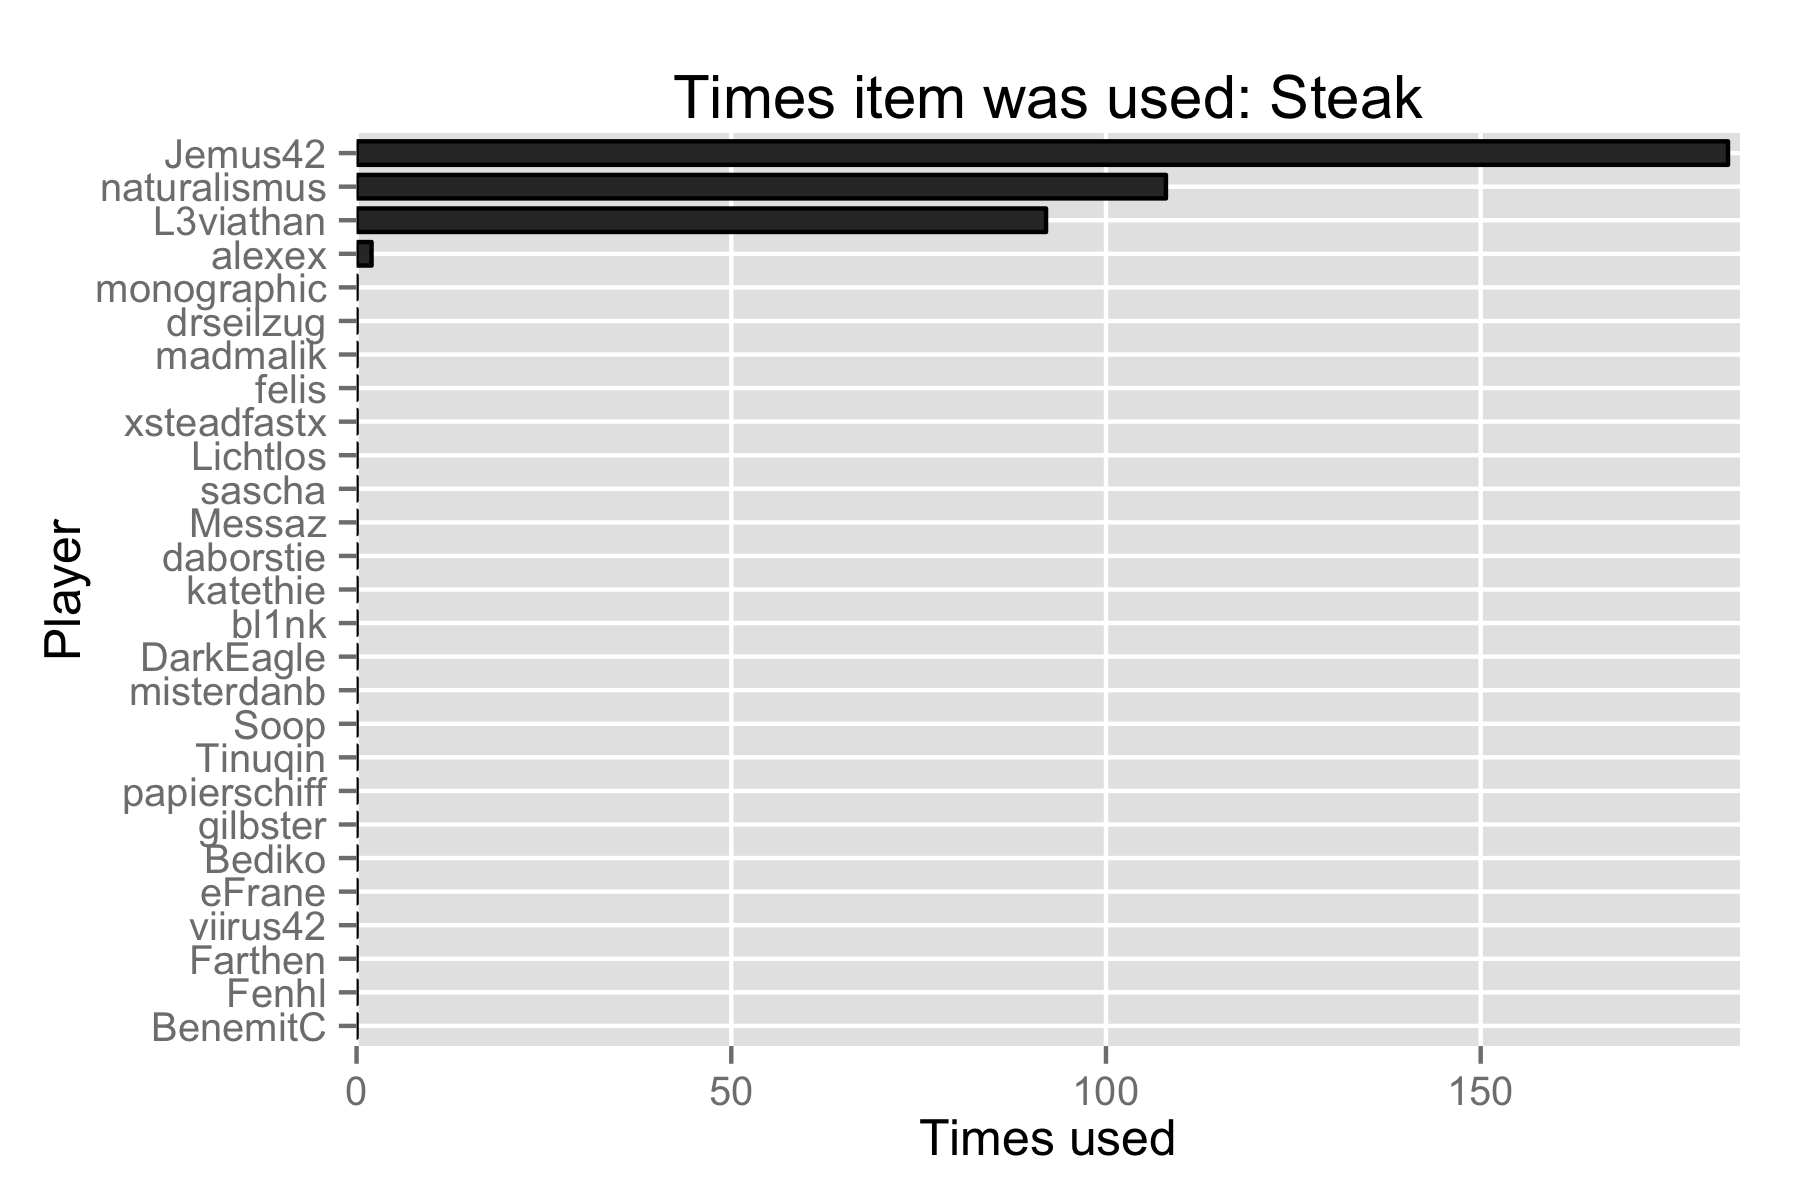 Times item was used: Steak
Jemus42
naturalismus
L3viathan
alexex
monographic
drseilzug
madmalik
felis
xsteadfastx
Lichtlos
sascha
Messaz
daborstie
katethie
bl1nk
DarkEagle
misterdanb
Soop
Tinuqin
papierschiff
gilbster
Bediko
eFrane
viirus42
Farthen
Fenhl
BenemitC
Player
0 50 100 150
Times used